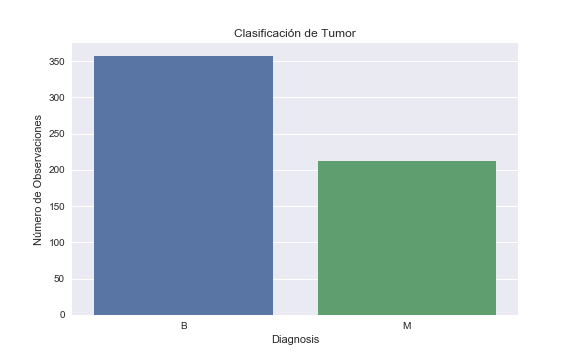 Clasificación de Tumor
Número de Observaciones
350
300
250
200
150
100
50
0
B
M
Diagnosis